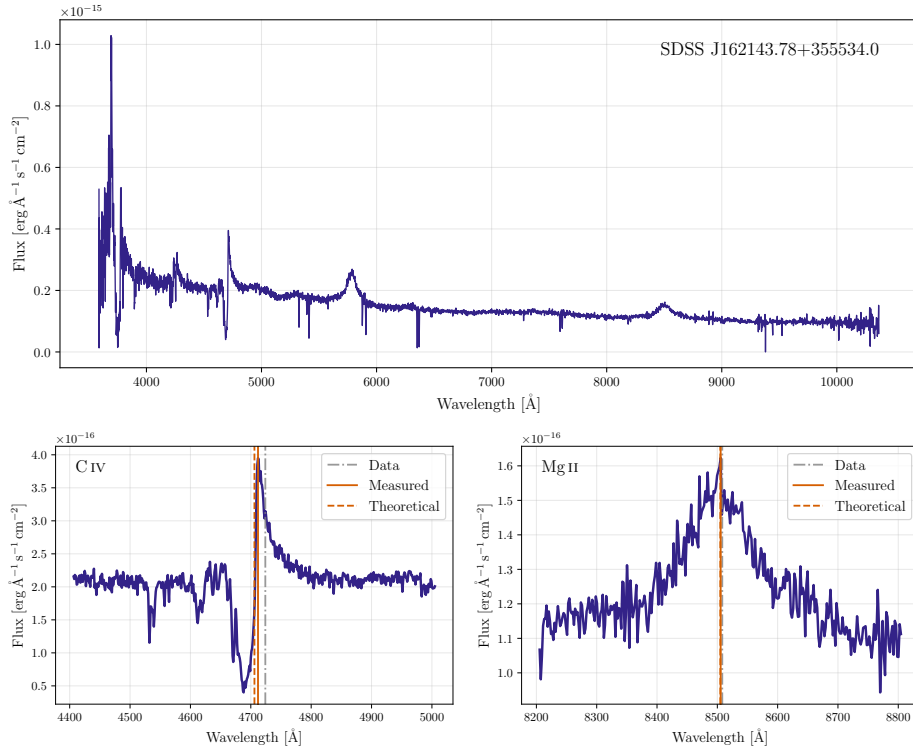 ×10⁻¹⁵
SDSS J162143.78+355534.0
1.0
0.8
0.6
0.4
0.2
0.0
Flux [erg Å⁻¹ s⁻¹ cm⁻²]
4000 5000 6000 7000 8000 9000 10000
Wavelength [Å]
×10⁻¹⁶
C IV
Data
Measured
Theoretical
4.0
3.5
3.0
2.5
2.0
1.5
1.0
0.5
Flux [erg Å⁻¹ s⁻¹ cm⁻²]
4400 4500 4600 4700 4800 4900 5000
Wavelength [Å]
×10⁻¹⁶
Mg II
Data
Measured
Theoretical
1.6
1.5
1.4
1.3
1.2
1.1
1.0
Flux [erg Å⁻¹ s⁻¹ cm⁻²]
8200 8300 8400 8500 8600 8700 8800
Wavelength [Å]